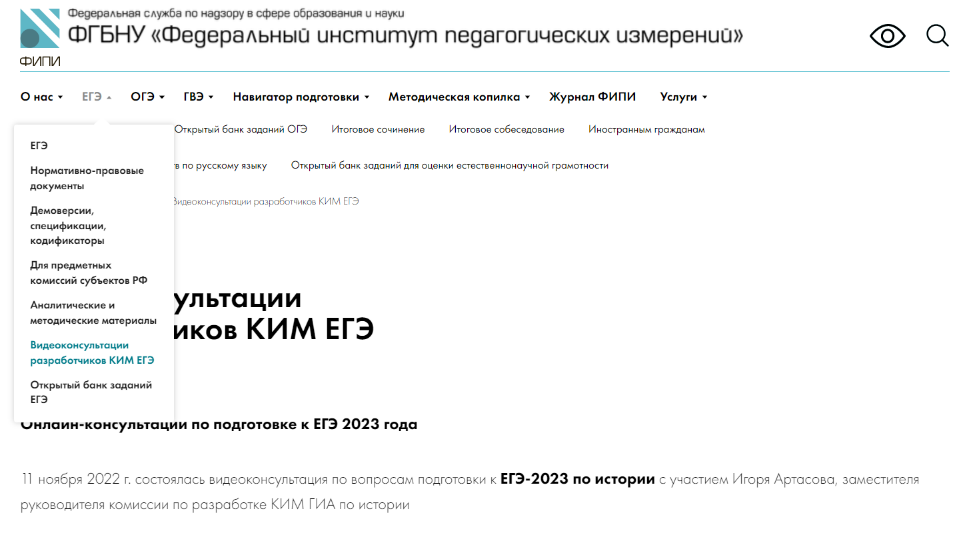 Федеральная служба по надзору в сфере образования и науки
ФГБНУ «Федеральный институт педагогических измерений»
ФИПИ
О нас ЕГЭ ОГЭ ГВЭ Навигатор подготовки Методическая копилка Журнал ФИПИ Услуги
Открытый банк заданий ОГЭ Итоговое сочинение Итоговое собеседование Иностранным гражданам
по русскому языку Открытый банк заданий для оценки естественнонаучной грамотности
Видеоконсультации разработчиков КИМ ЕГЭ
ЕГЭ
Нормативно-правовые
документы
Демоверсии,
спецификации,
кодификаторы
Для предметных
комиссий субъектов РФ
Аналитические и
методические материалы
Видеоконсультации
разработчиков КИМ ЕГЭ
Открытый банк заданий
ЕГЭ
ультации
иков КИМ ЕГЭ
Онлайн-консультации по подготовке к ЕГЭ 2023 года
11 ноября 2022 г. состоялась видеоконсультация по вопросам подготовки к ЕГЭ-2023 по истории с участием Игоря Артасова, заместителя
руководителя комиссии по разработке КИМ ГИА по истории